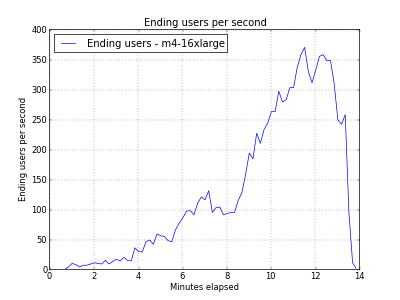 Ending users per second
Ending users - m4-16xlarge
Ending users per second
400
350
300
250
200
150
100
50
0
0 2 4 6 8 10 12 14
Minutes elapsed